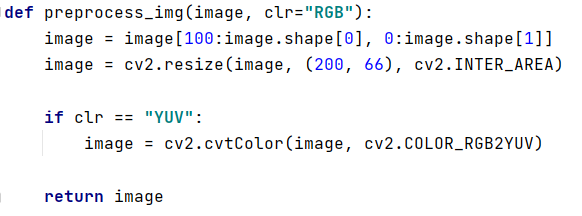 def preprocess_img(image, clr="RGB"):
    image = image[100:image.shape[0], 0:image.shape[1]]
    image = cv2.resize(image, (200, 66), cv2.INTER_AREA)
    if clr == "YUV":
        image = cv2.cvtColor(image, cv2.COLOR_RGB2YUV)
    return image